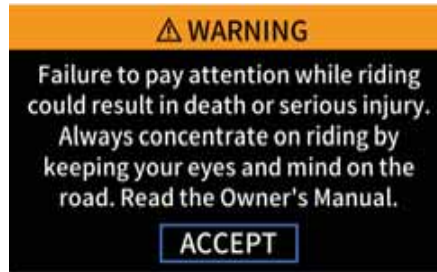 ⚠ WARNING
Failure to pay attention while riding
could result in death or serious injury.
Always concentrate on riding by
keeping your eyes and mind on the
road. Read the Owner's Manual.
ACCEPT